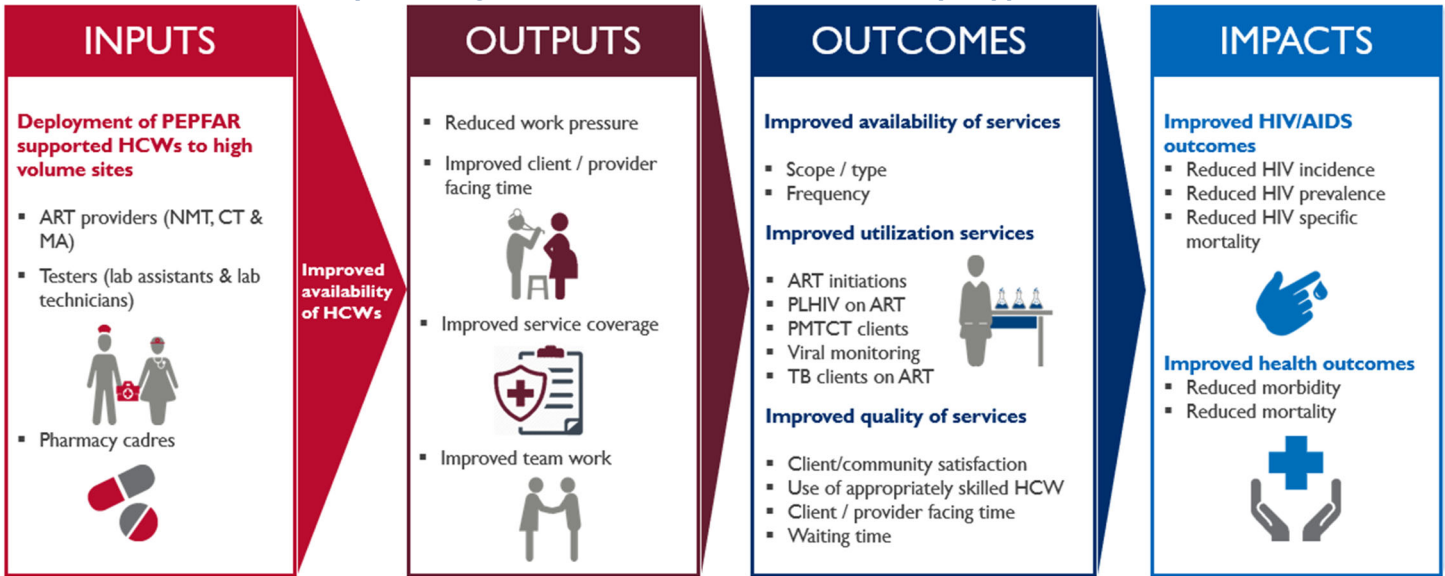 INPUTS
Deployment of PEPFAR
supported HCWs to high
volume sites
▪ ART providers (NMT, CT &
MA)
▪ Testers (lab assistants & lab
technicians)
▪ Pharmacy cadres
Improved
availability
of HCWs
OUTPUTS
▪ Reduced work pressure
▪ Improved client / provider
facing time
▪ Improved service coverage
▪ Improved team work
OUTCOMES
Improved availability of services
▪ Scope / type
▪ Frequency
Improved utilization services
▪ ART initiations
▪ PLHIV on ART
▪ PMTCT clients
▪ Viral monitoring
▪ TB clients on ART
Improved quality of services
▪ Client/community satisfaction
▪ Use of appropriately skilled HCW
▪ Client / provider facing time
▪ Waiting time
IMPACTS
Improved HIV/AIDS
outcomes
▪ Reduced HIV incidence
▪ Reduced HIV prevalence
▪ Reduced HIV specific
mortality
Improved health outcomes
▪ Reduced morbidity
▪ Reduced mortality